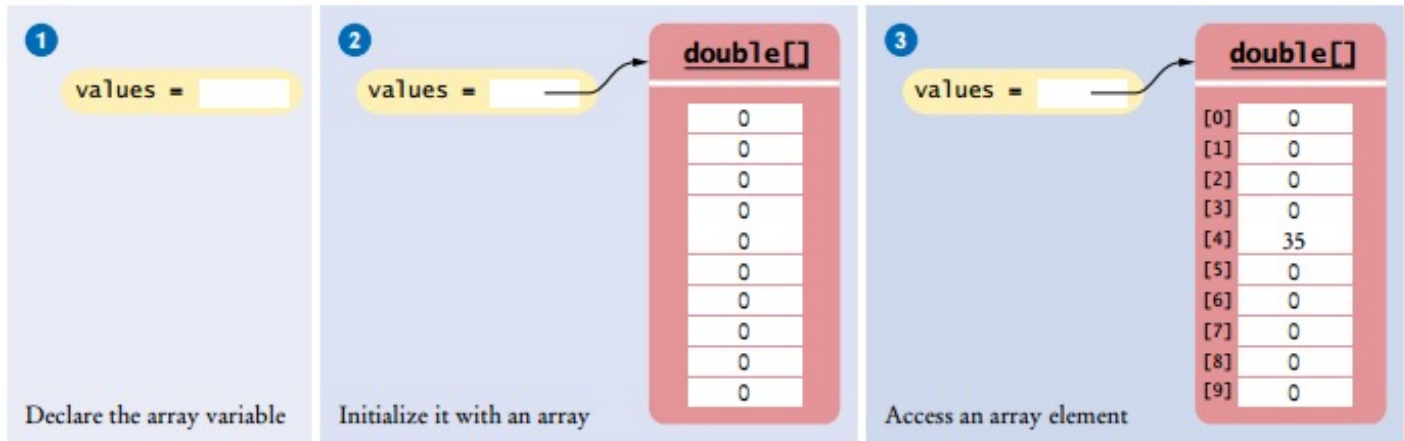 1
values =
Declare the array variable
2
values =
double[]
0
0
0
0
0
0
0
0
0
0
Initialize it with an array
3
values =
double[]
[0] 0
[1] 0
[2] 0
[3] 0
[4] 35
[5] 0
[6] 0
[7] 0
[8] 0
[9] 0
Access an array element